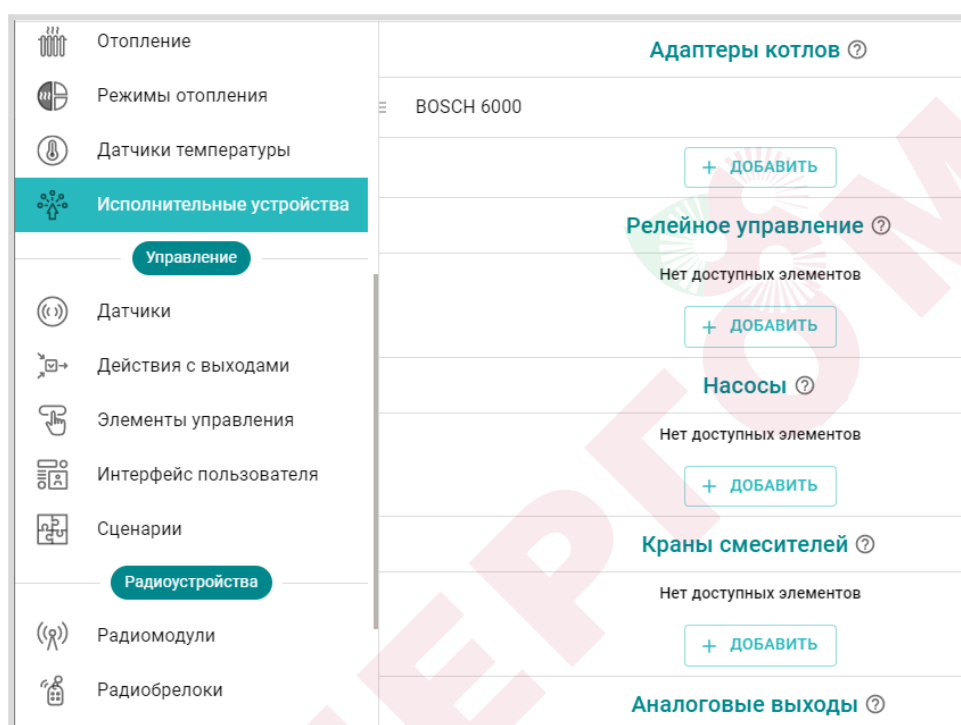 Отопление
Режимы отопления
Датчики температуры
Исполнительные устройства
Управление
Датчики
Действия с выходами
Элементы управления
Интерфейс пользователя
Сценарии
Радиоустройства
Радиомодули
Радиобрелоки
Адаптеры котлов
BOSCH 6000
+ ДОБАВИТЬ
Релейное управление
Нет доступных элементов
+ ДОБАВИТЬ
Насосы
Нет доступных элементов
+ ДОБАВИТЬ
Краны смесителей
Нет доступных элементов
+ ДОБАВИТЬ
Аналоговые выходы
ЕРГОМ